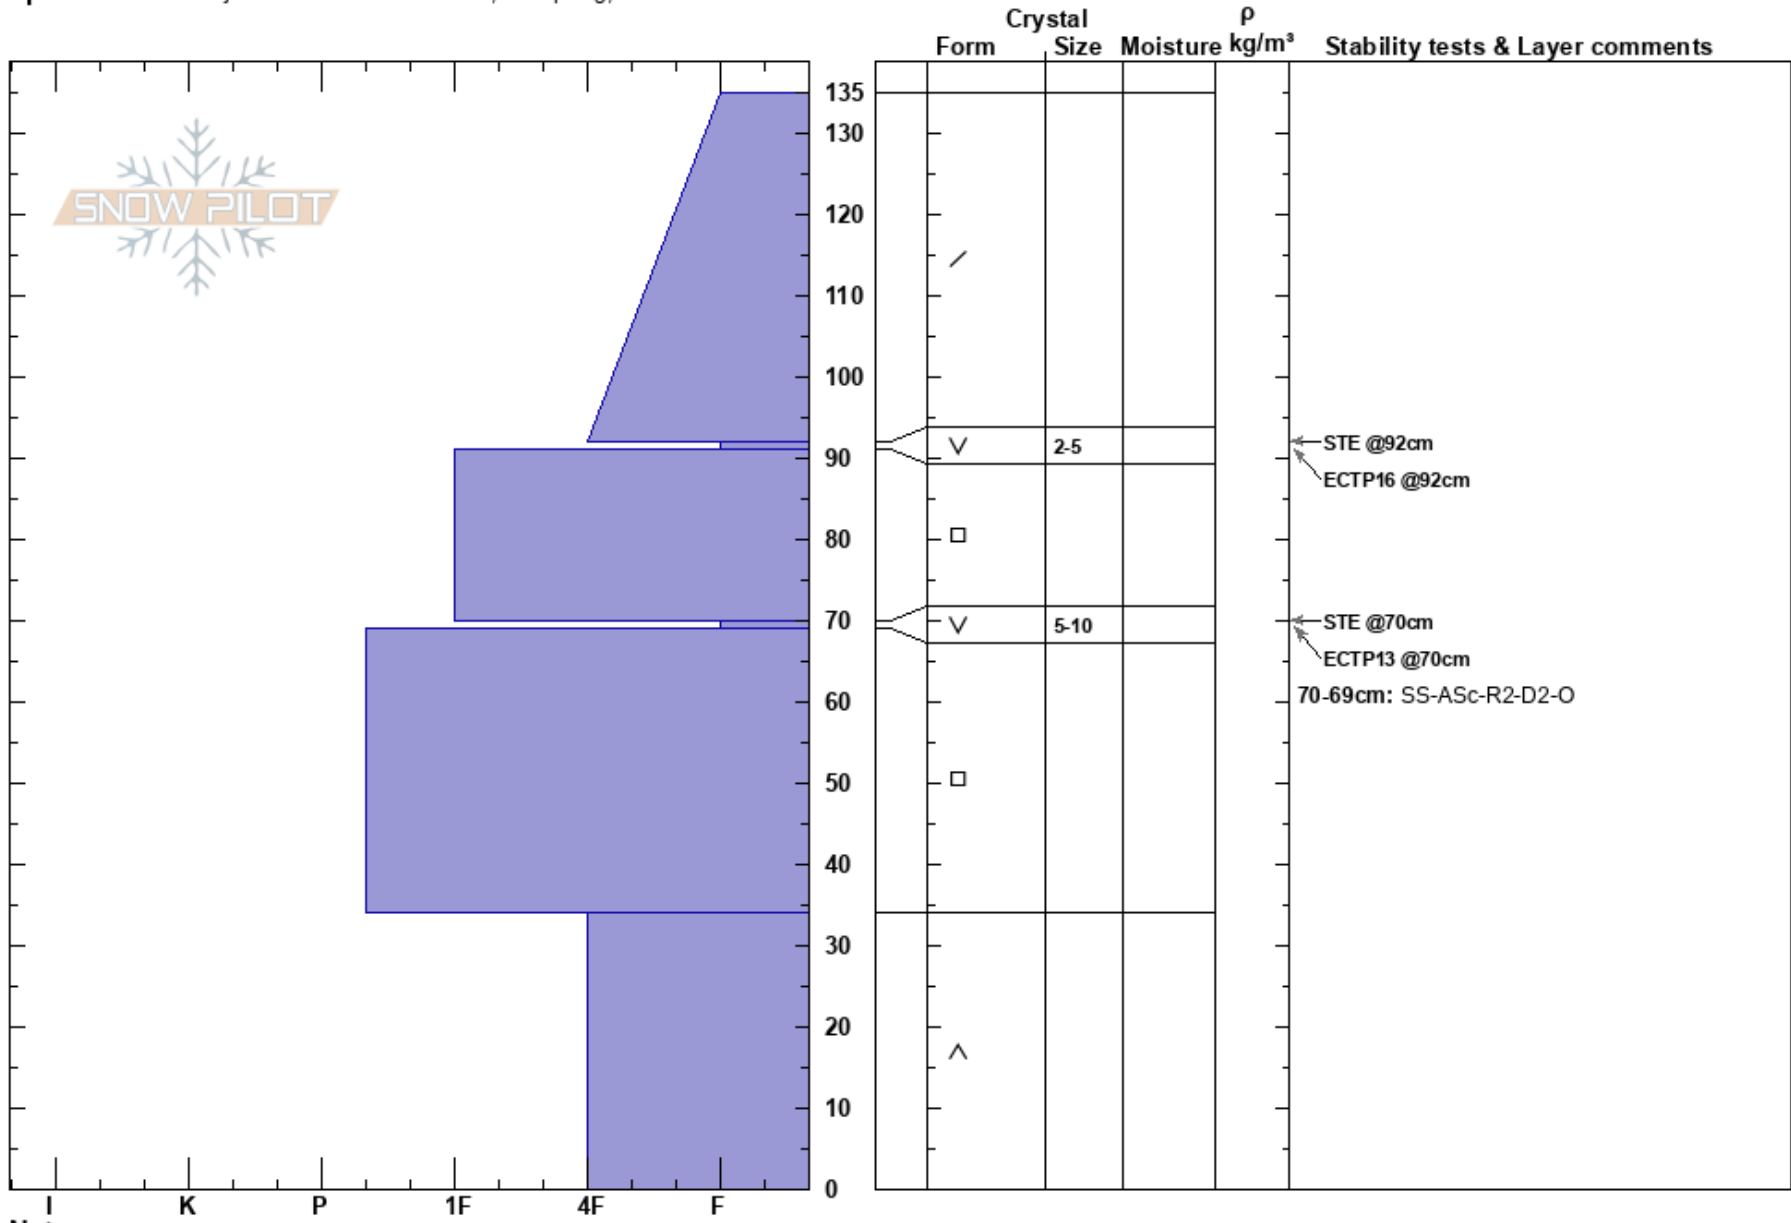 Crystal ρ
Form Size Moisture kg/m³ Stability tests & Layer comments
135
130
SNOW PILOT
120
110
100
90
2-5
STE @92cm
ECTP16 @92cm
80
70
5-10
STE @70cm
ECTP13 @70cm
70-69cm: SS-ASc-R2-D2-O
60
50
40
30
20
10
0
I K P 1F 4F F